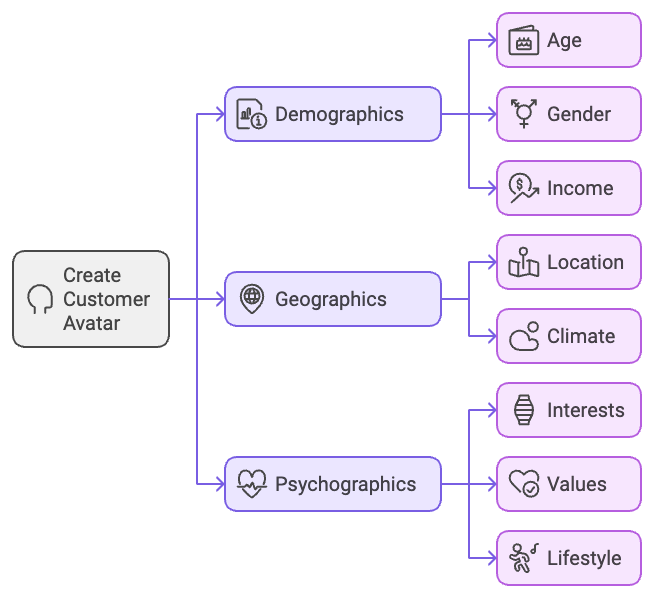 Create
Customer
Avatar
Demographics
Age
Gender
Income
Geographics
Location
Climate
Psychographics
Interests
Values
Lifestyle